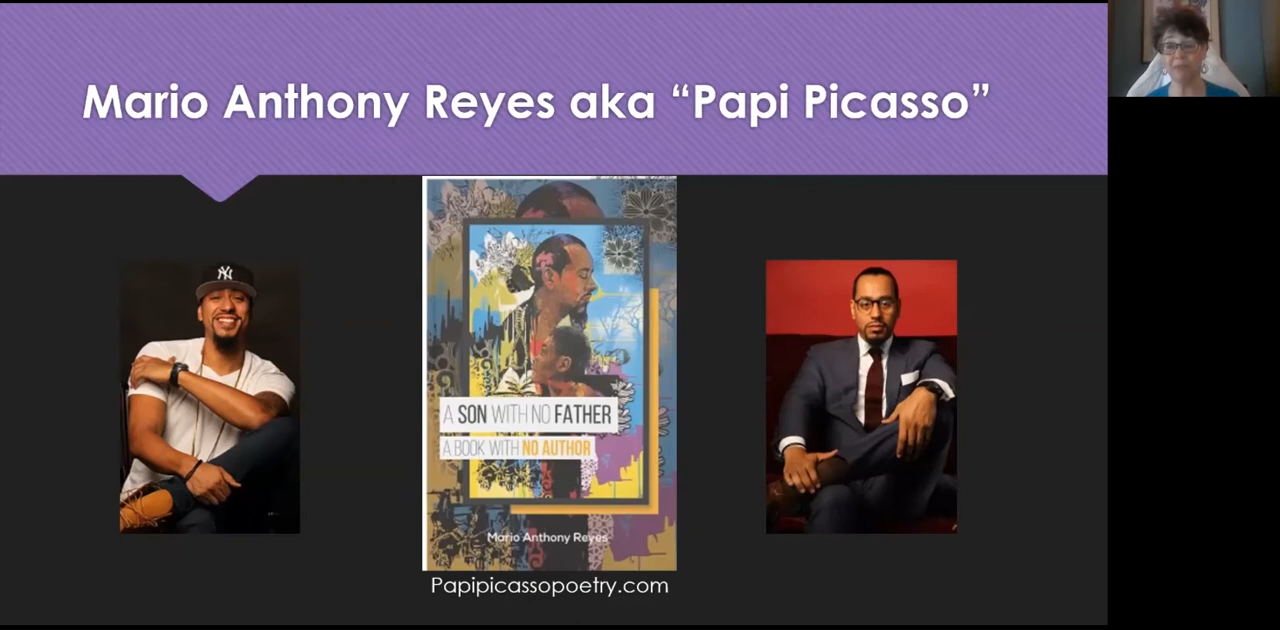 Mario Anthony Reyes aka “Papi Picasso”
NY
A SON WITH NO FATHER
A BOOK WITH NO AUTHOR
Mario Anthony Reyes
Papipicassopoetry.com